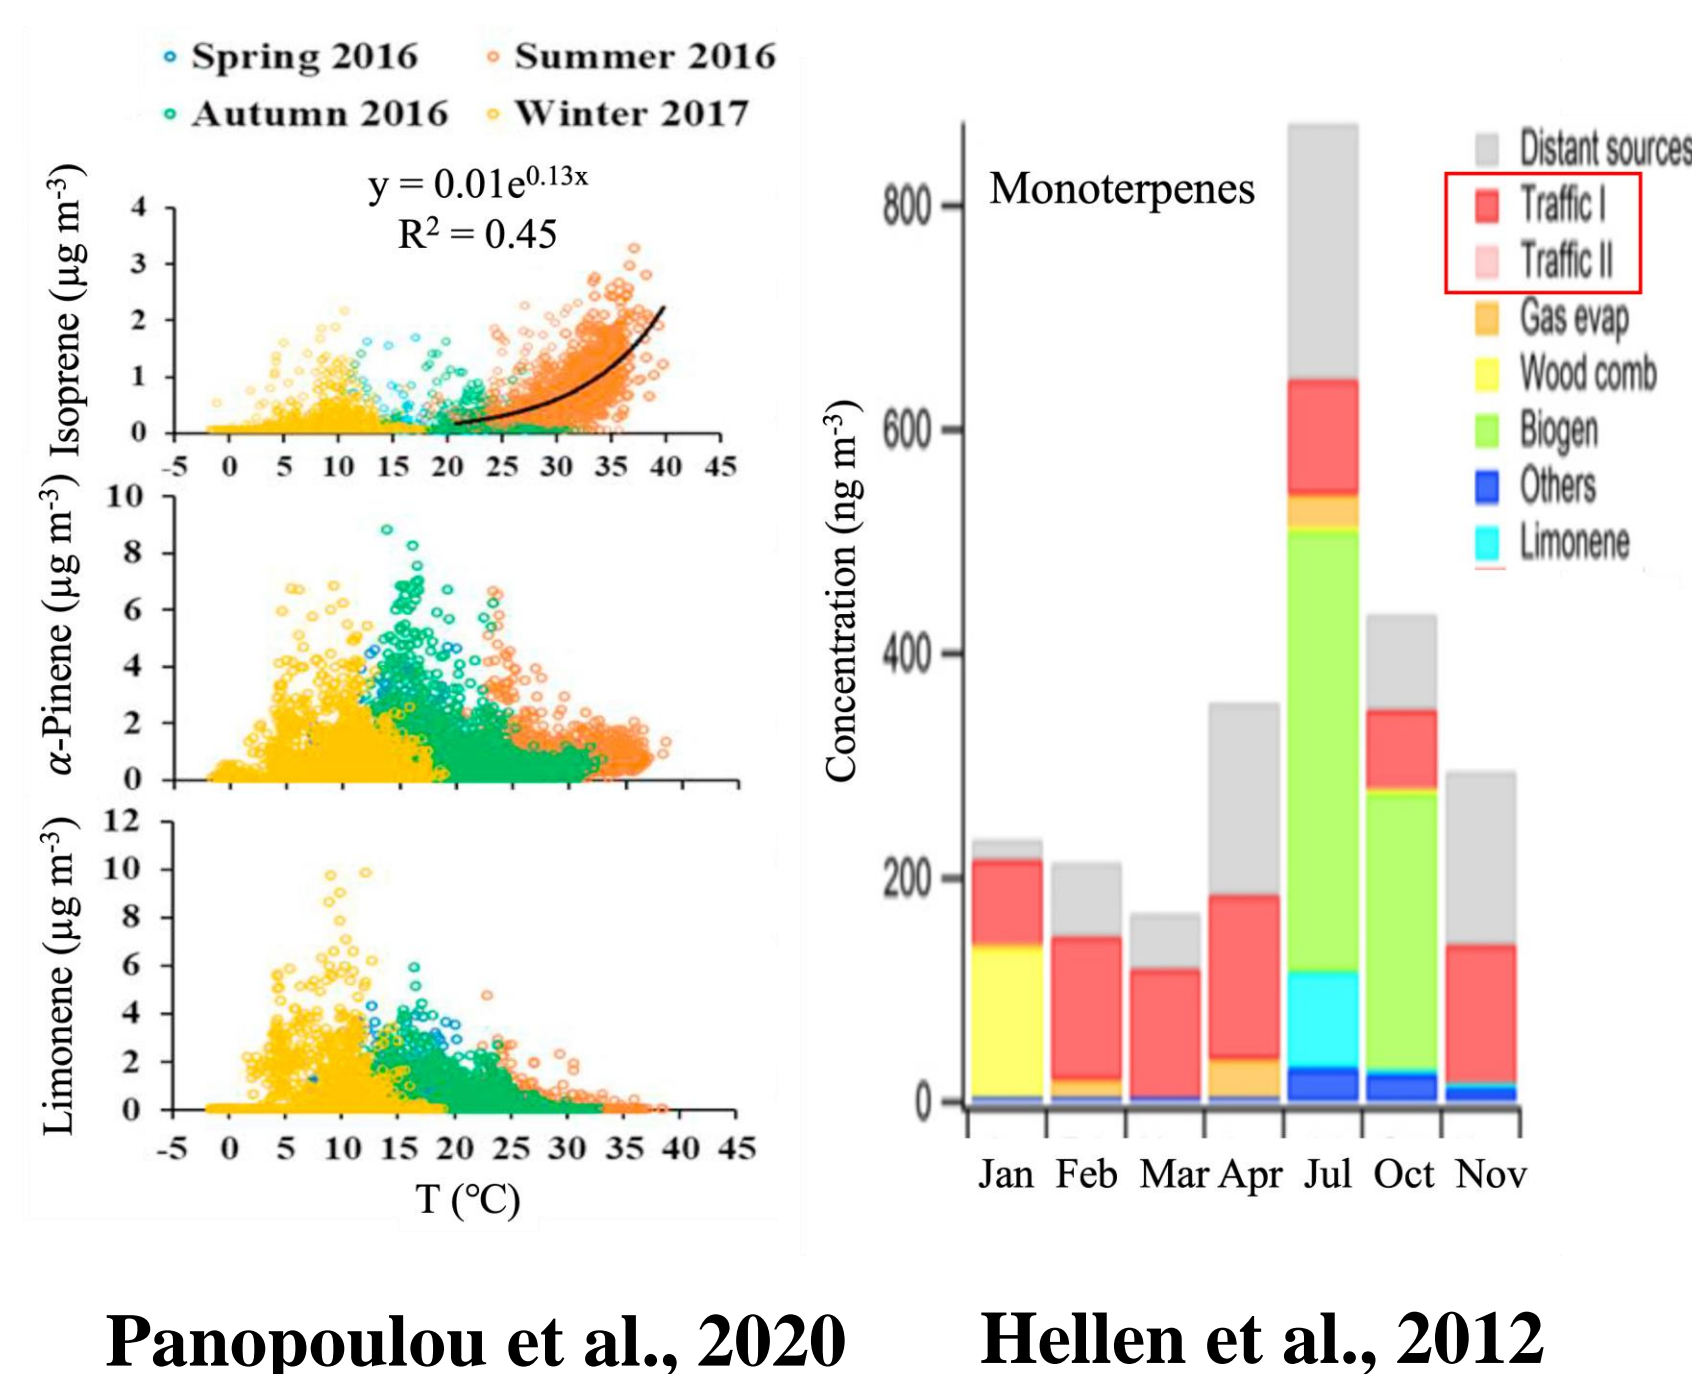 Spring 2016
Summer 2016
Autumn 2016
Winter 2017
y = 0.01e^0.13x
R² = 0.45
Isoprene (µg m⁻³)
4
3
2
1
0
-5 0 5 10 15 20 25 30 35 40 45
α-Pinene (µg m⁻³)
10
8
6
4
2
0
Limonene (µg m⁻³)
12
10
8
6
4
2
0
-5 0 5 10 15 20 25 30 35 40 45
T (°C)
Panopoulou et al., 2020
Monoterpenes
Concentration (ng m⁻³)
800
600
400
200
0
Jan Feb Mar Apr Jul Oct Nov
Distant sources
Traffic I
Traffic II
Gas evap
Wood comb
Biogen
Others
Limonene
Hellen et al., 2012